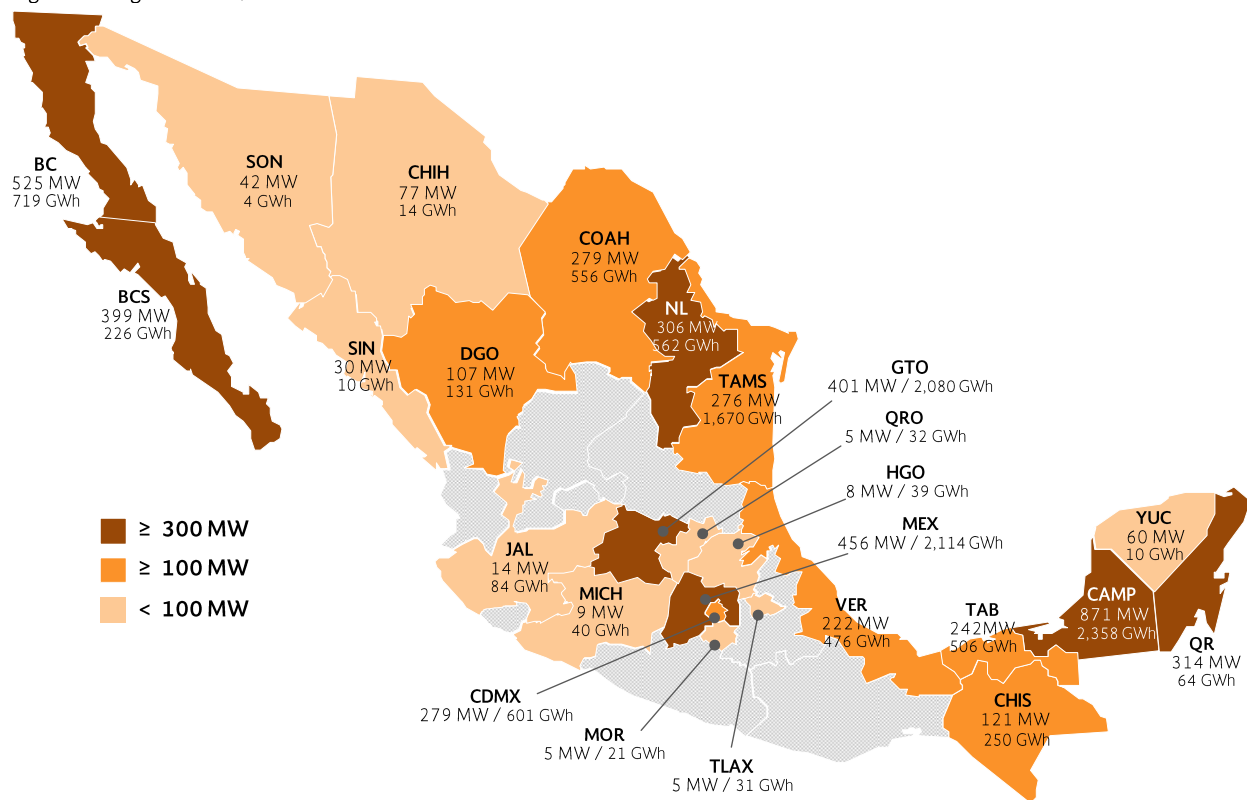 BC
525 MW
719 GWh
SON
42 MW
4 GWh
CHIH
77 MW
14 GWh
COAH
279 MW
556 GWh
BCS
399 MW
226 GWh
NL
306 MW
562 GWh
SIN
30 MW
10 GWh
DGO
107 MW
131 GWh
TAMS
276 MW
1,670 GWh
GTO
401 MW / 2,080 GWh
QRO
5 MW / 32 GWh
HGO
8 MW / 39 GWh
MEX
456 MW / 2,114 GWh
≥ 300 MW
≥ 100 MW
< 100 MW
JAL
14 MW
84 GWh
MICH
9 MW
40 GWh
YUC
60 MW
10 GWh
CAMP
871 MW
2,358 GWh
VER
222 MW
476 GWh
TAB
242MW
506 GWh
QR
314 MW
64 GWh
CDMX
279 MW / 601 GWh
CHIS
121 MW
250 GWh
MOR
5 MW / 21 GWh
TLAX
5 MW / 31 GWh